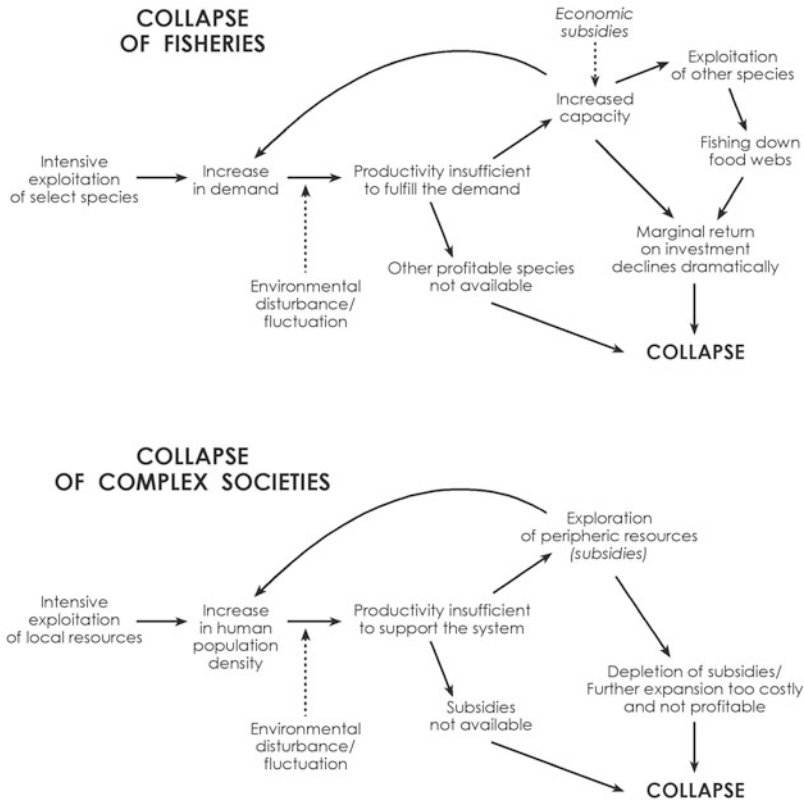 COLLAPSE
OF FISHERIES
Economic
subsidies
Exploitation
of other species
Increased
capacity
Fishing down
food webs
Intensive
exploitation
of select species
Increase
in demand
Productivity insufficient
to fulfill the demand
Marginal return
on investment
declines dramatically
Other profitable species
not available
Environmental
disturbance/
fluctuation
COLLAPSE
COLLAPSE
OF COMPLEX SOCIETIES
Exploration
of peripheric resources
(subsidies)
Intensive
exploitation
of local resources
Increase
in human
population
density
Productivity insufficient
to support the system
Depletion of subsidies/
Further expansion too costly
and not profitable
Subsidies
not available
Environmental
disturbance/
fluctuation
COLLAPSE